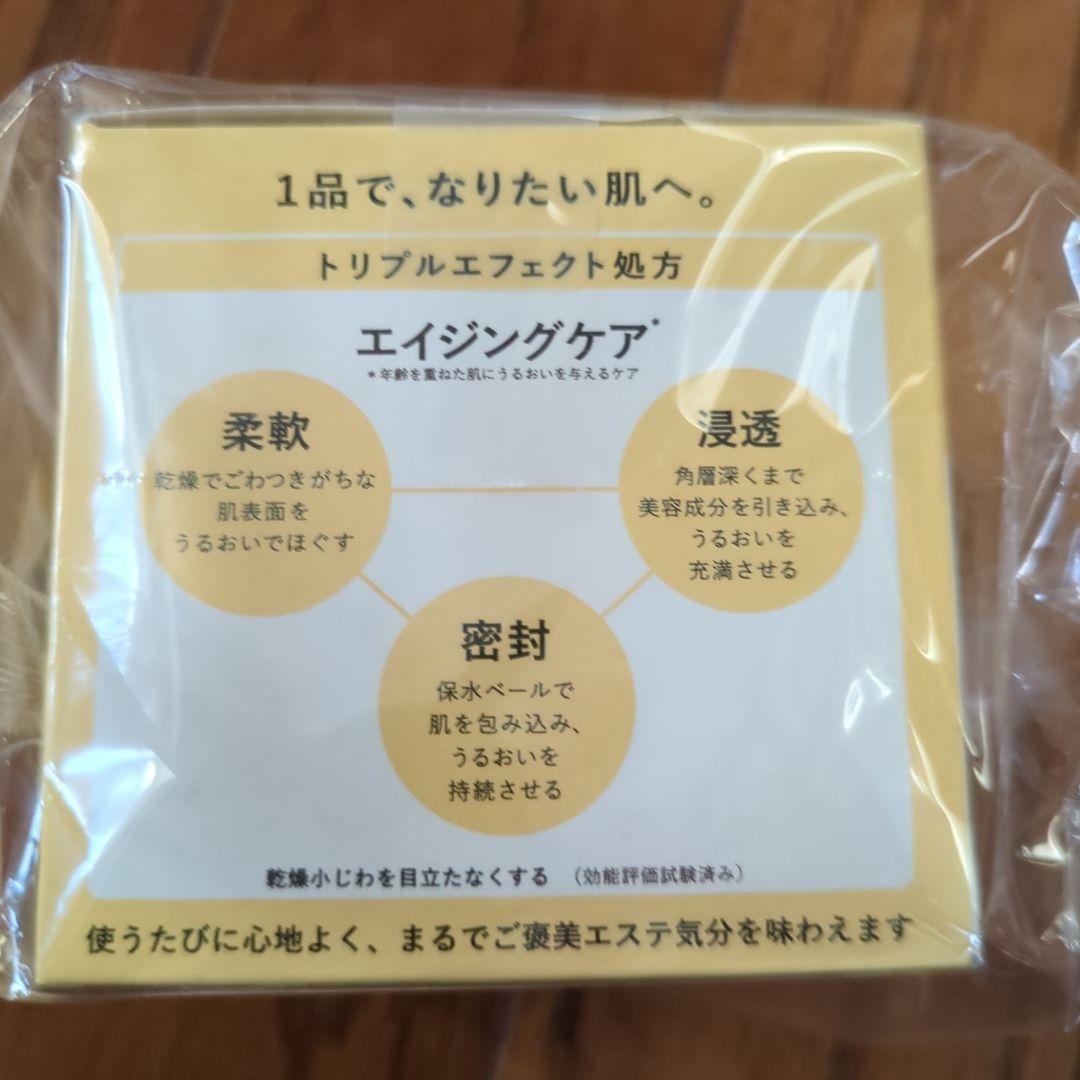 1品で、なりたい肌へ。
トリプルエフェクト処方
エイジングケア*
*年齢を重ねた肌にうるおいを与えるケア
柔軟
乾燥でごわつきがちな
肌表面を
うるおいでほぐす
浸透
角層深くまで
美容成分を引き込み、
うるおいを
充満させる
密封
保水ベールで
肌を包み込み、
うるおいを
持続させる
乾燥小じわを目立たなくする (効能評価試験済み)
使うたびに心地よく、まるでご褒美エステ気分を味わえます